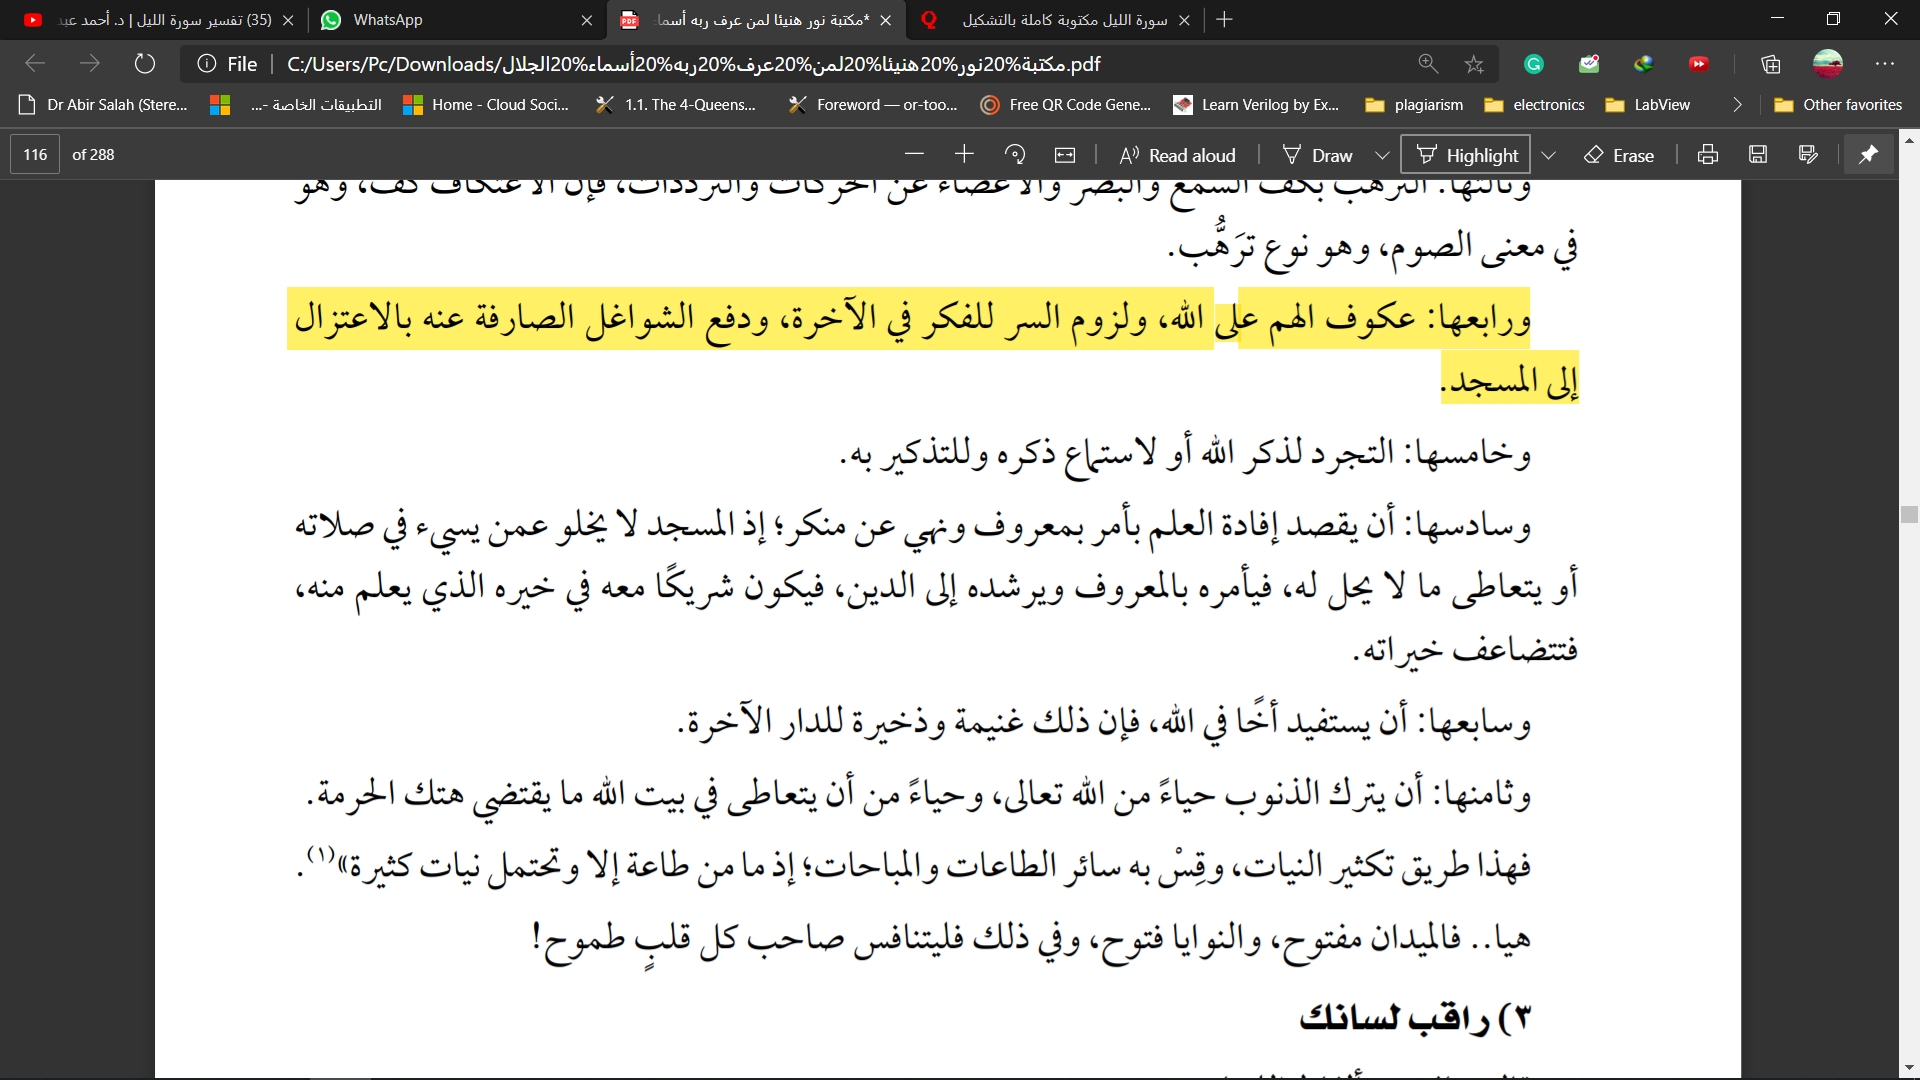 (35) تفسير سورة الليل | د. أحمد عبد
WhatsApp
*مكتبة نور هنيئا لمن عرف ربه أسما
سورة الليل مكتوبة كاملة بالتشكيل
File
C:/Users/Pc/Downloads/مكتبة%20نور%20هنيئا%20لمن%20عرف%20ربه%20أسماء%20الجلال.pdf
Dr Abir Salah (Stere...
التطبيقات الخاصة -...
Home - Cloud Soci...
1.1. The 4-Queens...
Foreword — or-too...
Free QR Code Gene...
Learn Verilog by Ex...
plagiarism
electronics
LabView
Other favorites
116 of 288
Read aloud
Draw
Highlight
Erase
وثالثها: الترهب بكف السمع والبصر والأعضاء عن الحركات والترددات، فإن الاعتكاف كف، وهو
في معنى الصوم، وهو نوع ترَهُّب.
ورابعها: عكوف الهم على الله، ولزوم السر للفكر في الآخرة، ودفع الشواغل الصارفة عنه بالاعتزال
إلى المسجد.
وخامسها: التجرد لذكر الله أو لاستماع ذكره وللتذكير به.
وسادسها: أن يقصد إفادة العلم بأمر بمعروف ونهي عن منكر؛ إذ المسجد لا يخلو عمن يسيء في صلاته
أو يتعاطى ما لا يحل له، فيأمره بالمعروف ويرشده إلى الدين، فيكون شريكًا معه في خيره الذي يعلم منه،
فتتضاعف خيراته.
وسابعها: أن يستفيد أخًا في الله، فإن ذلك غنيمة وذخيرة للدار الآخرة.
وثامنها: أن يترك الذنوب حياءً من الله تعالى، وحياءً من أن يتعاطى في بيت الله ما يقتضي هتك الحرمة.
فهذا طريق تكثير النيات، وقِسْ به سائر الطاعات والمباحات؛ إذ ما من طاعة إلا وتحتمل نيات كثيرة»(١).
هيا.. فالميدان مفتوح، والنوايا فتوح، وفي ذلك فليتنافس صاحب كل قلبٍ طموح!
٣) راقب لسانك